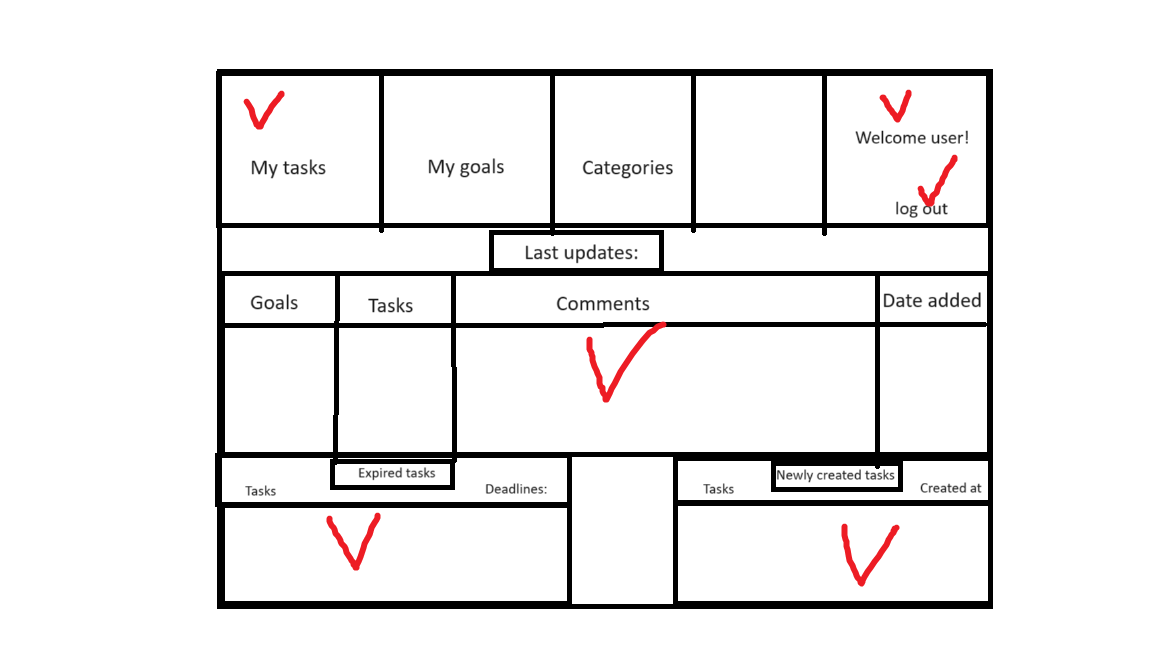 My tasks
My goals
Categories
Welcome user!
log out
Last updates:
Goals
Tasks
Comments
Date added
Expired tasks
Tasks
Deadlines:
Newly created tasks
Tasks
Created at